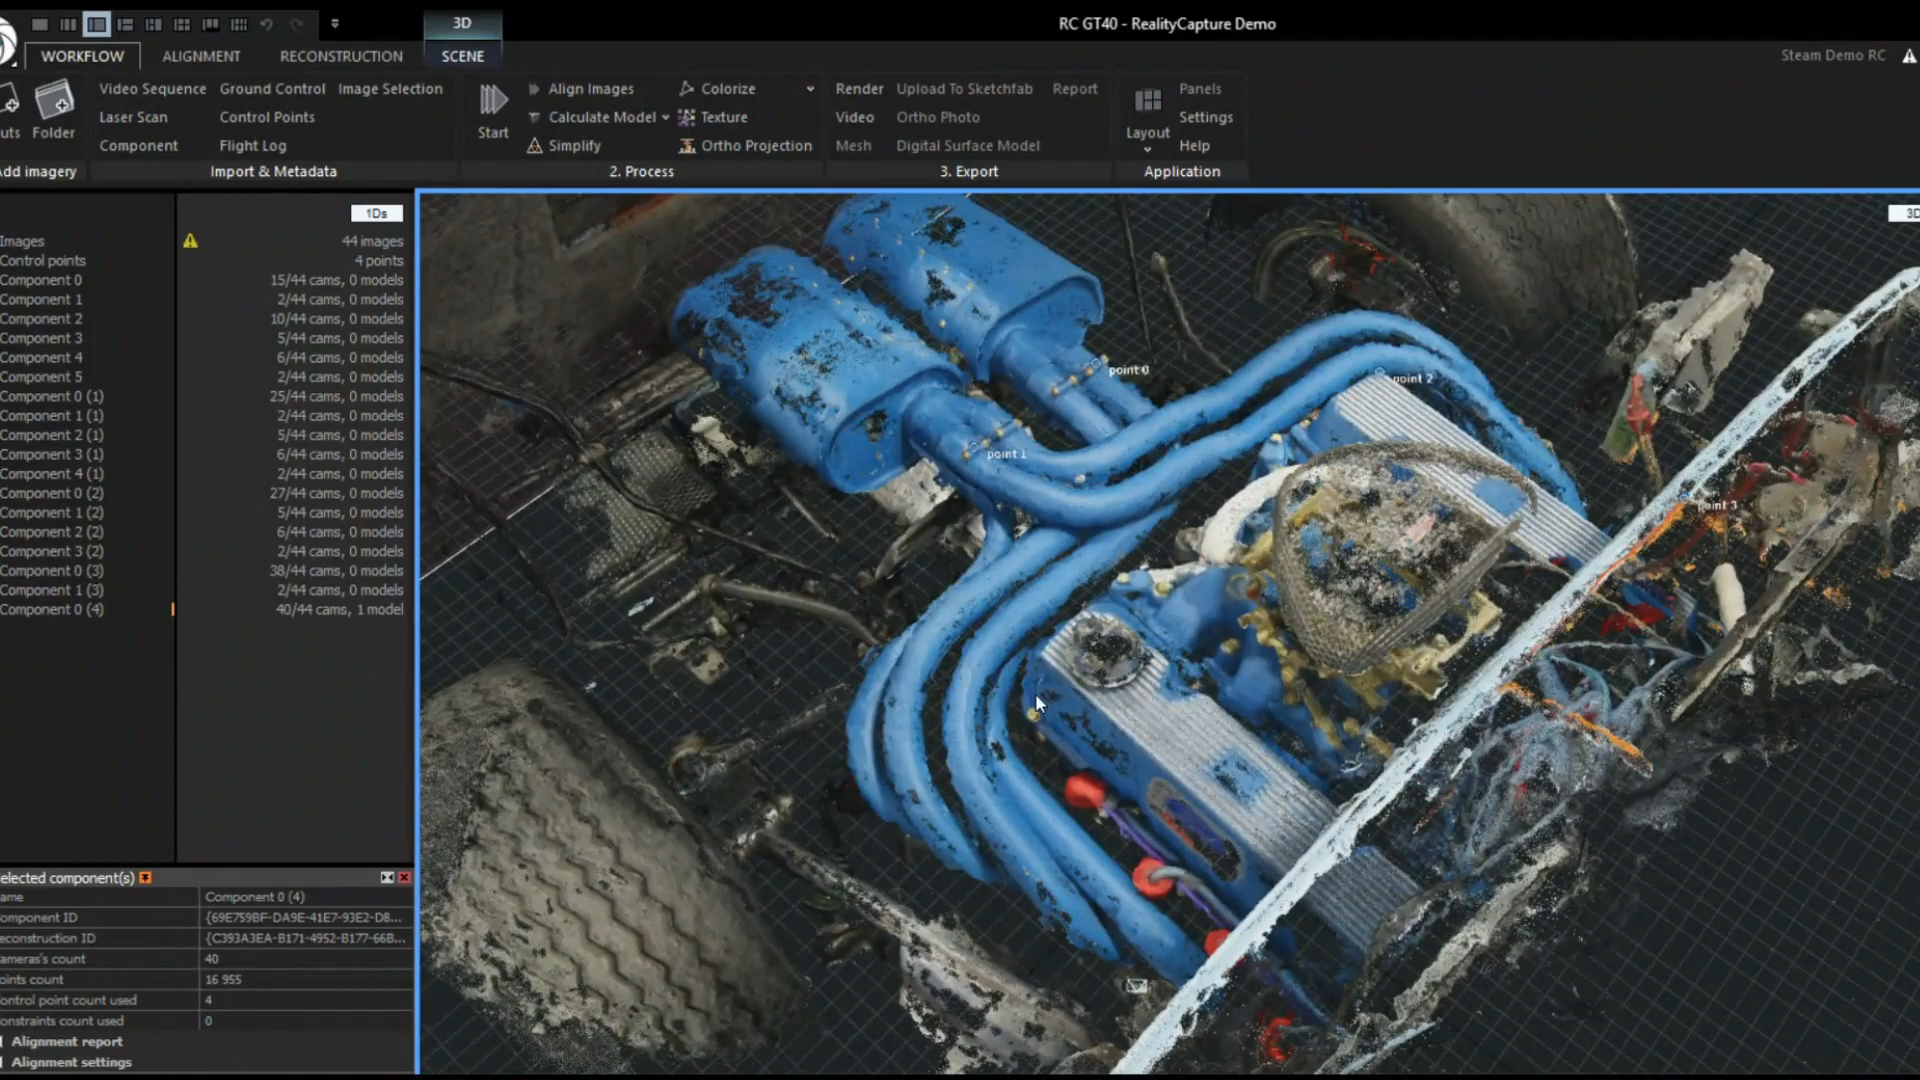 3D
RC GT40 - RealityCapture Demo
WORKFLOW
ALIGNMENT
RECONSTRUCTION
SCENE
Steam Demo RC
uts
Folder
Add imagery
Video Sequence
Ground Control
Image Selection
Laser Scan
Control Points
Component
Flight Log
Import & Metadata
Start
Align Images
Colorize
Calculate Model
Texture
Simplify
Ortho Projection
2. Process
Render
Upload To Sketchfab
Report
Video
Ortho Photo
Mesh
Digital Surface Model
3. Export
Layout
Panels
Settings
Help
Application
1Ds
3D
Images 44 images
Control points 4 points
Component 0 15/44 cams, 0 models
Component 1 2/44 cams, 0 models
Component 2 10/44 cams, 0 models
Component 3 5/44 cams, 0 models
Component 4 6/44 cams, 0 models
Component 5 2/44 cams, 0 models
Component 0 (1) 25/44 cams, 0 models
Component 1 (1) 2/44 cams, 0 models
Component 2 (1) 5/44 cams, 0 models
Component 3 (1) 6/44 cams, 0 models
Component 4 (1) 2/44 cams, 0 models
Component 0 (2) 27/44 cams, 0 models
Component 1 (2) 5/44 cams, 0 models
Component 2 (2) 6/44 cams, 0 models
Component 3 (2) 2/44 cams, 0 models
Component 0 (3) 38/44 cams, 0 models
Component 1 (3) 2/44 cams, 0 models
Component 0 (4) 40/44 cams, 1 model
point 0
point 2
point 1
point 3
elected component(s)
ame Component 0 (4)
omponent ID {69E759BF-DA9E-41E7-93E2-D8...
econstruction ID {C393A3EA-B171-4952-B177-66B...
ameras's count 40
oints count 16 955
ontrol point count used 4
onstraints count used 0
Alignment report
Alignment settings